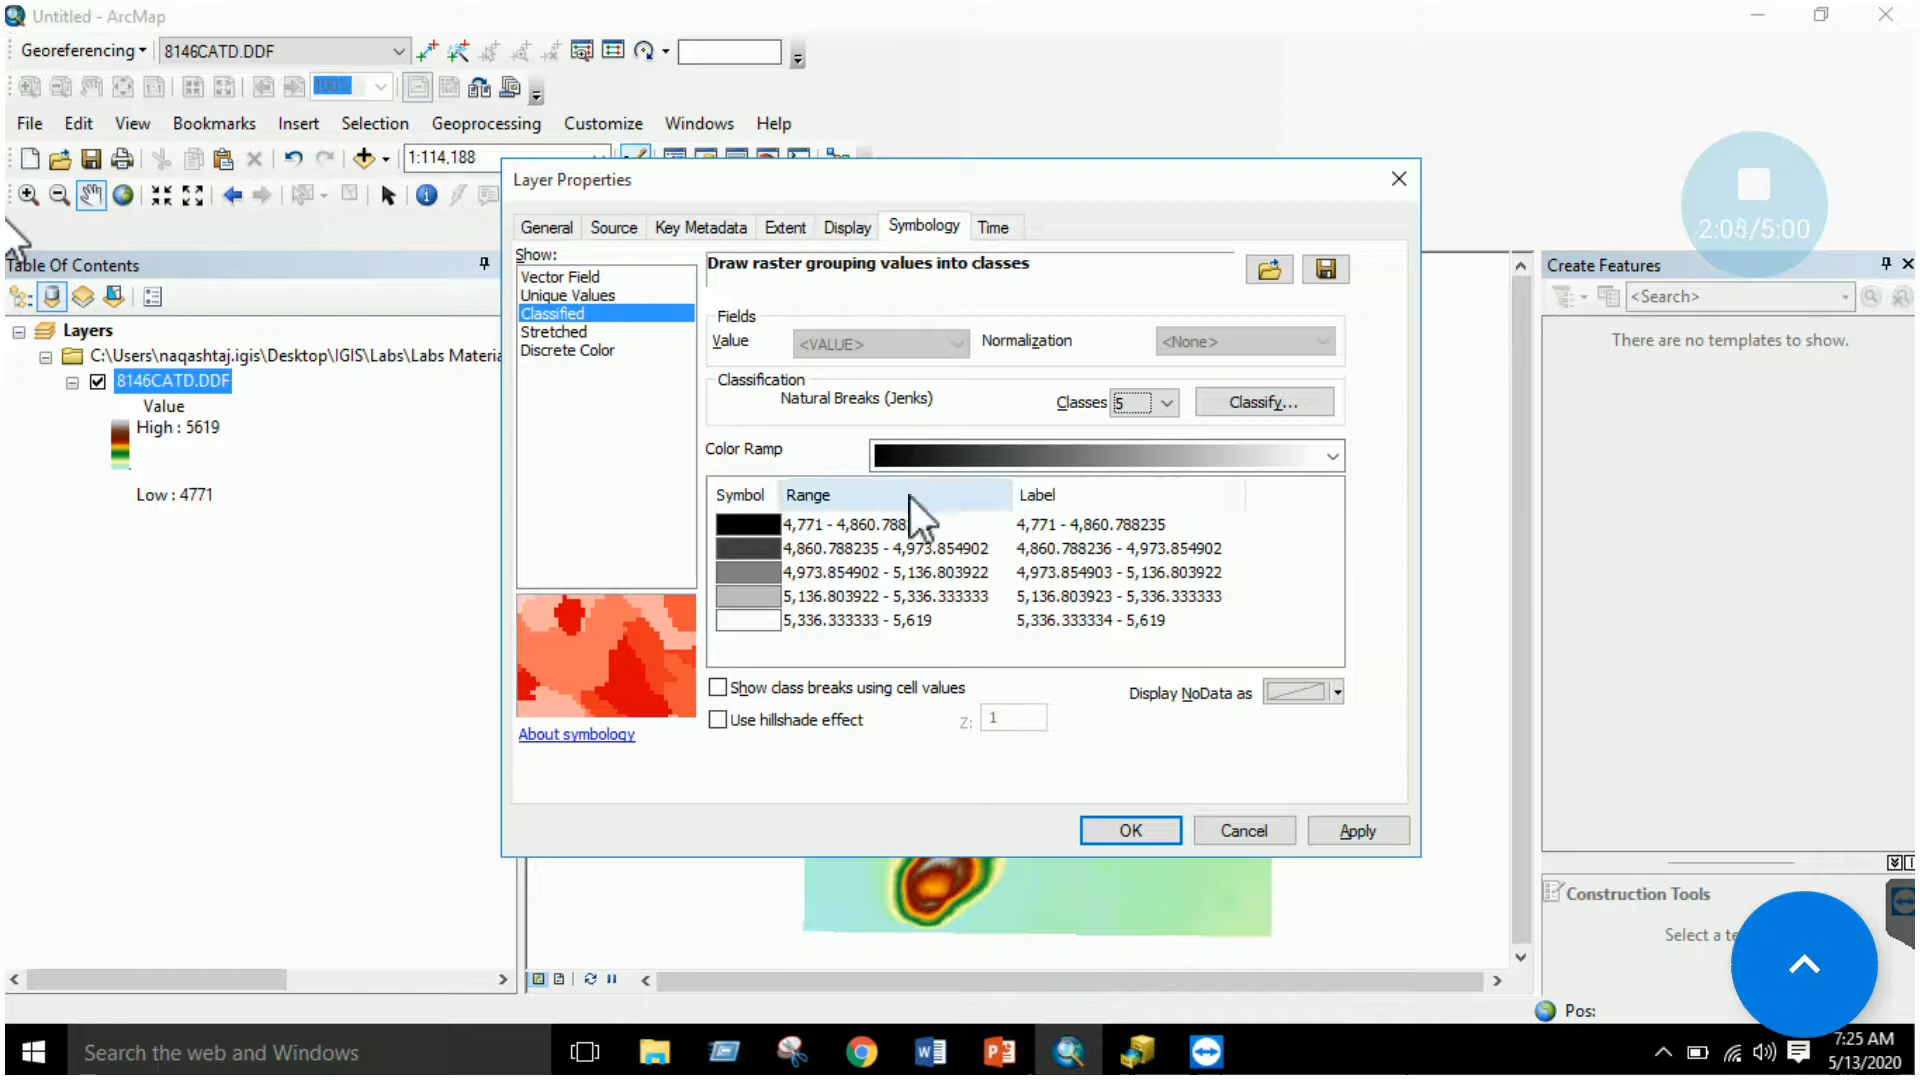 Untitled - ArcMap
Georeferencing
8146CATD.DDF
100%
File Edit View Bookmarks Insert Selection Geoprocessing Customize Windows Help
1:114,188
Layer Properties
General Source Key Metadata Extent Display Symbology Time
2:08/5:00
Table Of Contents
Layers
C:\Users\naqashtaj.igis\Desktop\IGIS\Labs\Labs Materia
8146CATD.DDF
Value
High : 5619
Low : 4771
Show:
Vector Field
Unique Values
Classified
Stretched
Discrete Color
About symbology
Draw raster grouping values into classes
Fields
Value <VALUE> Normalization <None>
Classification
Natural Breaks (Jenks) Classes 5 Classify...
Color Ramp
Symbol Range Label
4,771 - 4,860.788 4,771 - 4,860.788235
4,860.788235 - 4,973.854902 4,860.788236 - 4,973.854902
4,973.854902 - 5,136.803922 4,973.854903 - 5,136.803922
5,136.803922 - 5,336.333333 5,136.803923 - 5,336.333333
5,336.333333 - 5,619 5,336.333334 - 5,619
Show class breaks using cell values Display NoData as
Use hillshade effect Z: 1
OK Cancel Apply
Create Features
<Search>
There are no templates to show.
Construction Tools
Select a te
Pos:
Search the web and Windows
7:25 AM
5/13/2020